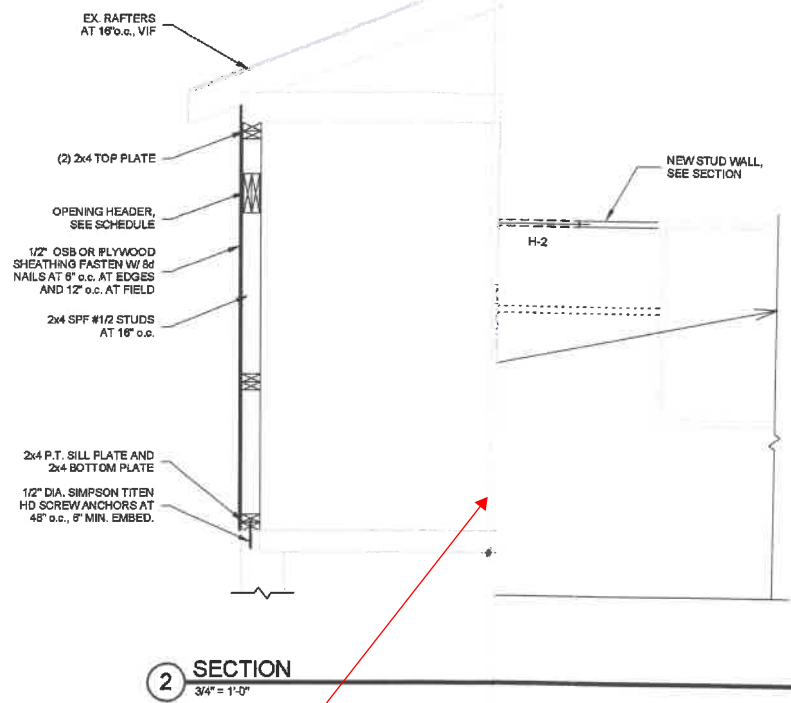 EX. RAFTERS
AT 16"o.c., VIF
(2) 2x4 TOP PLATE
OPENING HEADER,
SEE SCHEDULE
1/2" OSB OR PLYWOOD
SHEATHING FASTEN W/ 8d
NAILS AT 6" o.c. AT EDGES
AND 12" o.c. AT FIELD
2x4 SPF #1/2 STUDS
AT 16" o.c.
2x4 P.T. SILL PLATE AND
2x4 BOTTOM PLATE
1/2" DIA. SIMPSON TITEN
HD SCREW ANCHORS AT
48" o.c., 6" MIN. EMBED.
NEW STUD WALL,
SEE SECTION
H-2
2 SECTION
3/4" = 1'-0"